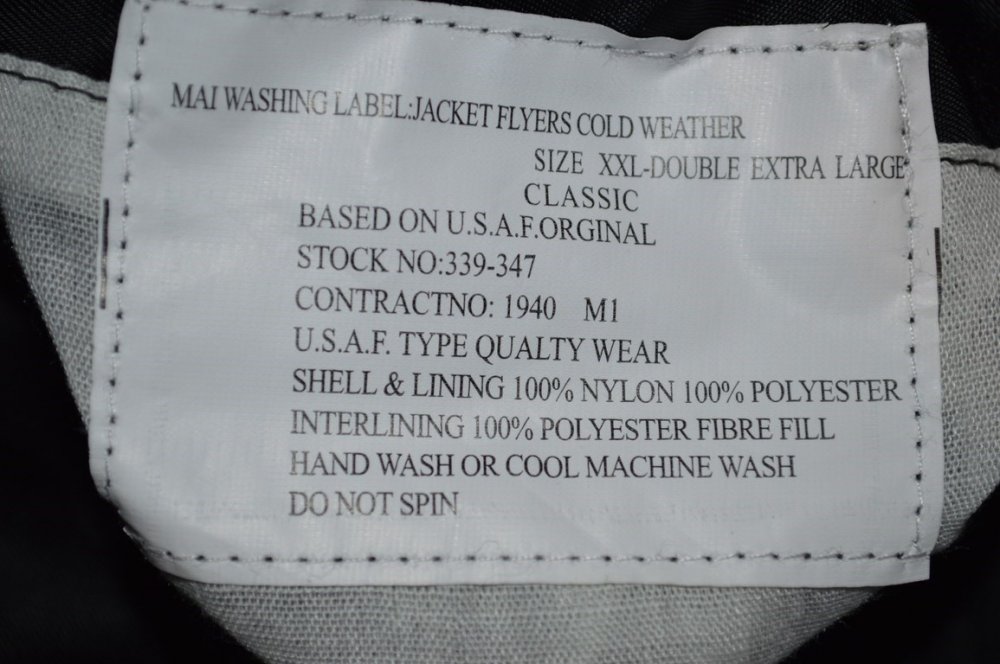 MAI WASHING LABEL:JACKET FLYERS COLD WEATHER
SIZE XXL-DOUBLE EXTRA LARGE
CLASSIC
BASED ON U.S.A.F.ORGINAL
STOCK NO:339-347
CONTRACTNO: 1940 M1
U.S.A.F. TYPE QUALTY WEAR
SHELL & LINING 100% NYLON 100% POLYESTER
INTERLINING 100% POLYESTER FIBRE FILL
HAND WASH OR COOL MACHINE WASH
DO NOT SPIN